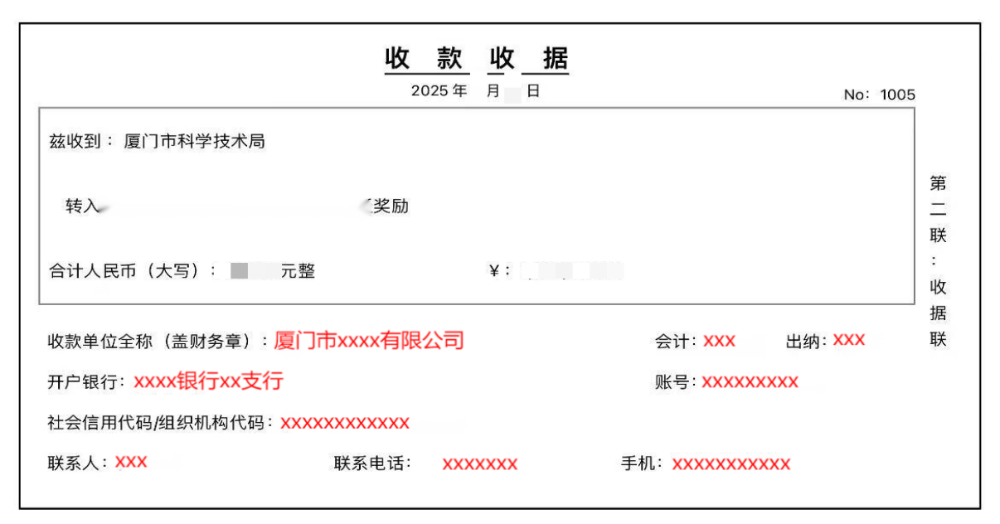 收款收据
2025年 月 日
No：1005
兹收到：厦门市科学技术局
转入 奖励
合计人民币（大写）： 元整 ￥：
第二联：收据联
收款单位全称（盖财务章）：厦门市xxxx有限公司 会计：xxx 出纳：xxx
开户银行：xxxx银行xx支行 账号：xxxxxxxxx
社会信用代码/组织机构代码：xxxxxxxxxxxx
联系人：xxx 联系电话： xxxxxxx 手机：xxxxxxxxxxx